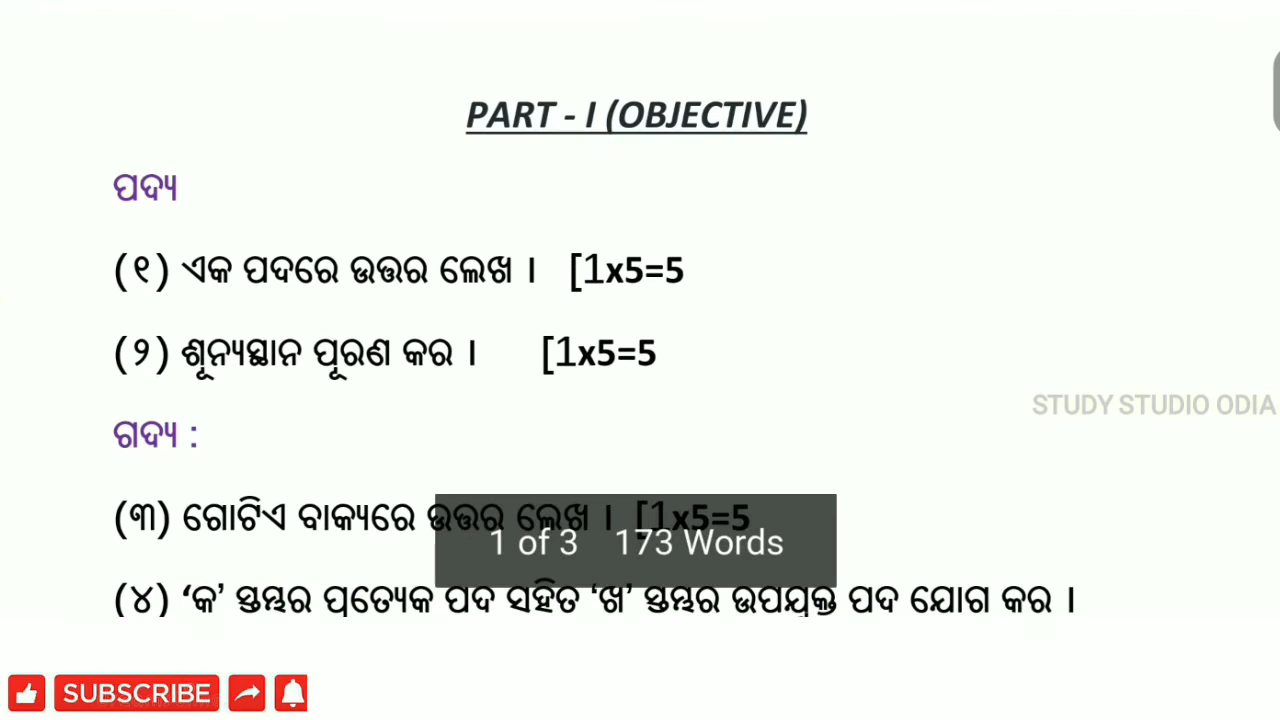 PART - I (OBJECTIVE)
ପଦ୍ୟ
(୧) ଏକ ପଦରେ ଉତ୍ତର ଲେଖ । [1x5=5
(୨) ଶୂନ୍ୟସ୍ଥାନ ପୂରଣ କର । [1x5=5
STUDY STUDIO ODIA
ଗଦ୍ୟ :
(୩) ଗୋଟିଏ ବାକ୍ୟରେ ଉତ୍ତର ଲେଖ । [1x5=5
1 of 3 173 Words
(୪) ‘କ’ ସ୍ତମ୍ଭର ପ୍ରତ୍ୟେକ ପଦ ସହିତ ‘ଖ’ ସ୍ତମ୍ଭର ଉପଯୁକ୍ତ ପଦ ଯୋଗ କର ।
SUBSCRIBE